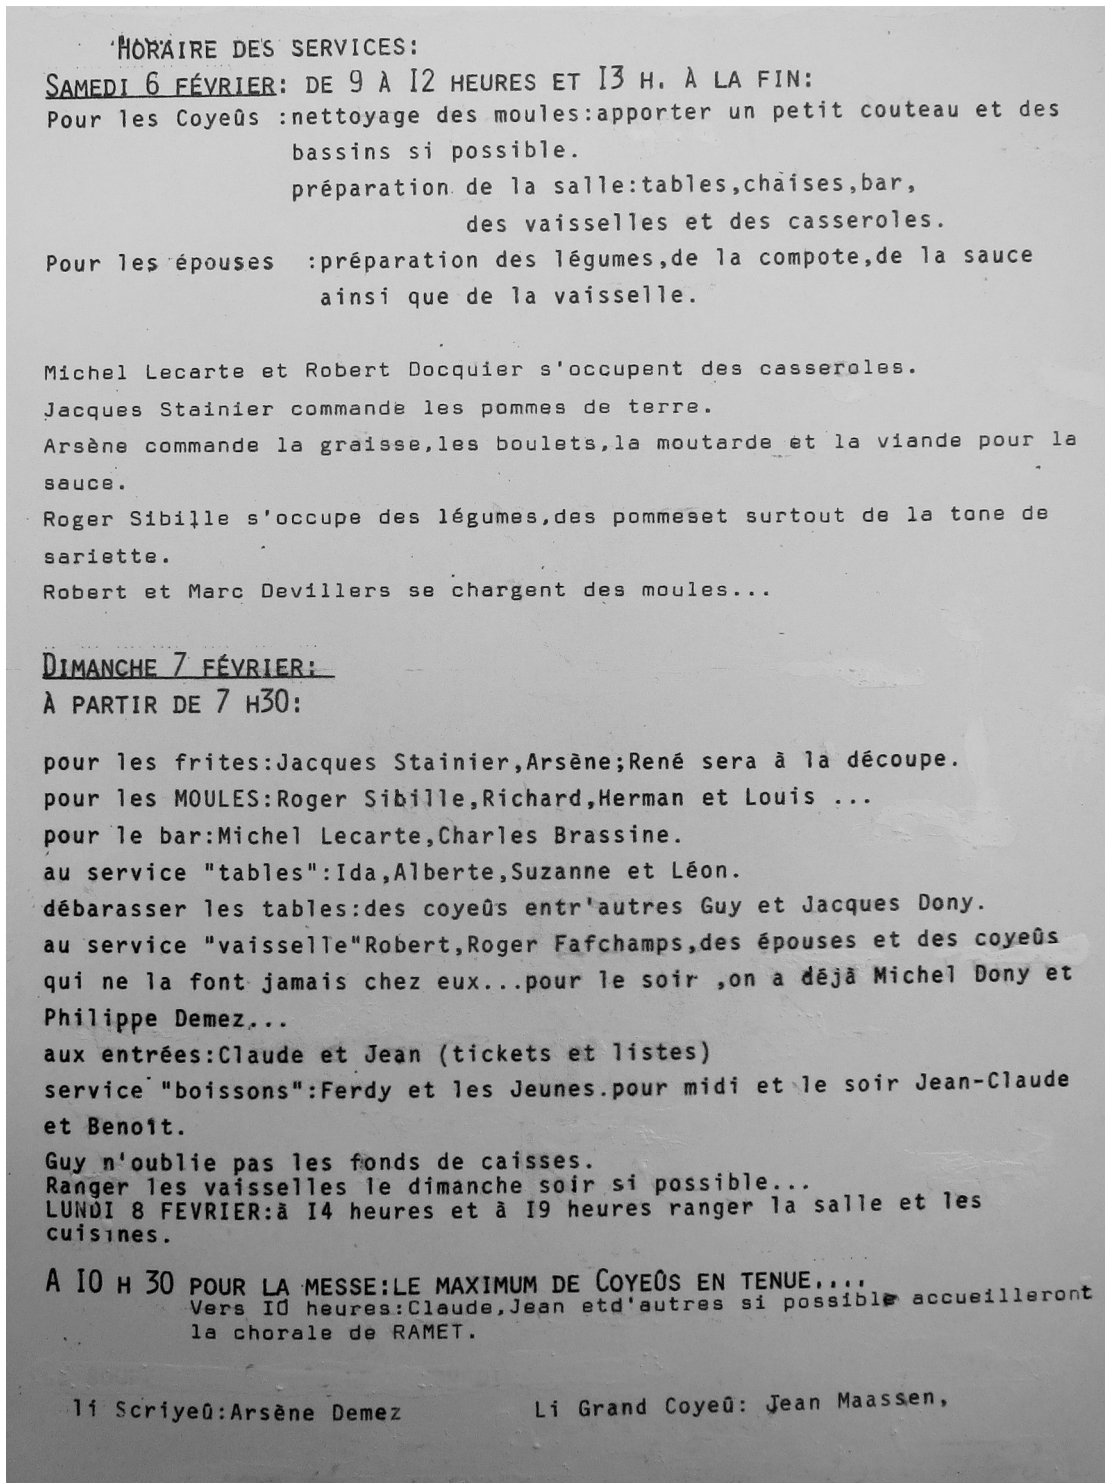 HORAIRE DES SERVICES:
SAMEDI 6 FÉVRIER: DE 9 À I2 HEURES ET I3 H. À LA FIN:
Pour les Coyeûs :nettoyage des moules:apporter un petit couteau et des
bassins si possible.
préparation de la salle:tables,chaises,bar,
des vaisselles et des casseroles.
Pour les épouses :préparation des légumes,de la compote,de la sauce
ainsi que de la vaisselle.
Michel Lecarte et Robert Docquier s'occupent des casseroles.
Jacques Stainier commande les pommes de terre.
Arsène commande la graisse,les boulets,la moutarde et la viande pour la
sauce.
Roger Sibille s'occupe des légumes,des pommeset surtout de la tone de
sariette.
Robert et Marc Devillers se chargent des moules...
DIMANCHE 7 FÉVRIER:
À PARTIR DE 7 H30:
pour les frites:Jacques Stainier,Arsène;René sera à la découpe.
pour les MOULES:Roger Sibille,Richard,Herman et Louis ...
pour le bar:Michel Lecarte,Charles Brassine.
au service "tables":Ida,Alberte,Suzanne et Léon.
débarasser les tables:des coyeûs entr'autres Guy et Jacques Dony.
au service "vaisselle"Robert,Roger Fafchamps,des épouses et des coyeûs
qui ne la font jamais chez eux...pour le soir ,on a déjà Michel Dony et
Philippe Demez...
aux entrées:Claude et Jean (tickets et listes)
service "boissons":Ferdy et les Jeunes.pour midi et le soir Jean-Claude
et Benoît.
Guy n'oublie pas les fonds de caisses.
Ranger les vaisselles le dimanche soir si possible...
LUNDI 8 FEVRIER:à I4 heures et à I9 heures ranger la salle et les
cuisines.
A IO H 30 POUR LA MESSE:LE MAXIMUM DE COYEÛS EN TENUE....
Vers IO heures:Claude,Jean etd'autres si possible accueilleront
la chorale de RAMET.
li Scriyeû:Arsène Demez Li Grand Coyeû: Jean Maassen,